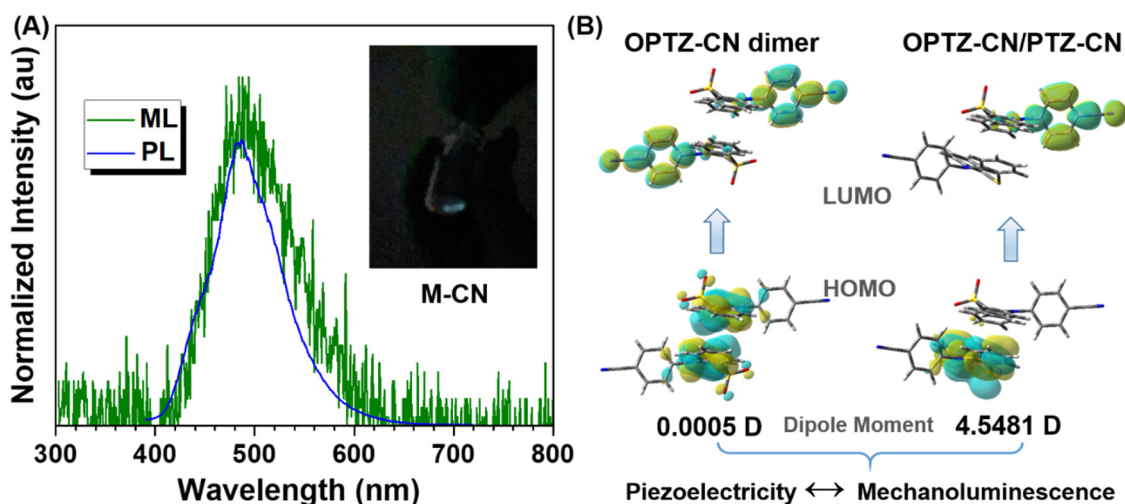 (A)
Normalized Intensity (au)
ML
PL
M-CN
300 400 500 600 700 800
Wavelength (nm)
(B)
OPTZ-CN dimer OPTZ-CN/PTZ-CN
LUMO
HOMO
0.0005 D Dipole Moment 4.5481 D
Piezoelectricity ↔ Mechanoluminescence